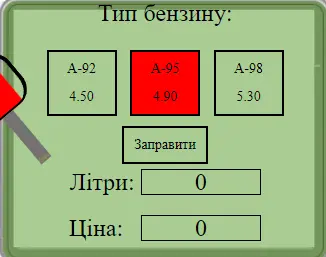 Тип бензину:
А-92 А-95 А-98
4.50 4.90 5.30
Заправити
Літри: 0
Ціна: 0